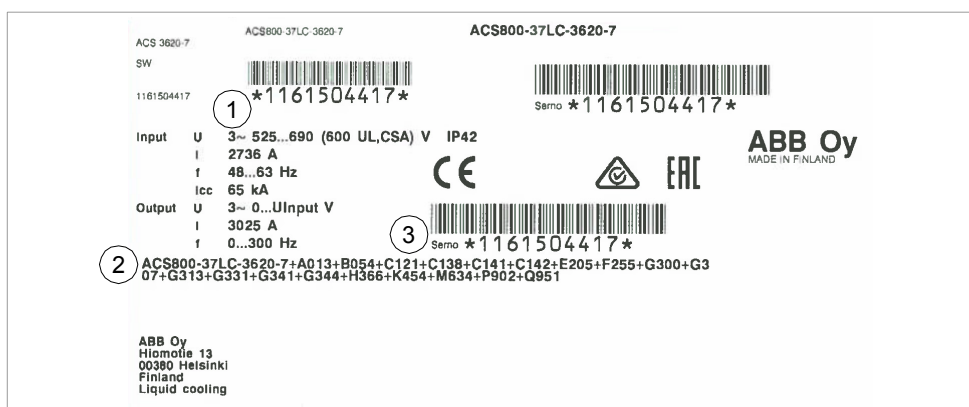 ACS 3620-7
ACS800-37LC-3620-7
ACS800-37LC-3620-7
SW
1161504417
*1161504417*
Serno *1161504417*
1
Input U 3~ 525...690 (600 UL,CSA) V IP42
I 2736 A
f 48...63 Hz
Icc 65 kA
Output U 3~ 0...UInput V
I 3025 A
f 0...300 Hz
CE
EAC
ABB Oy
MADE IN FINLAND
3
Serno *1161504417*
2
ACS800-37LC-3620-7+A013+B054+C121+C138+C141+C142+E205+F255+G300+G3
07+G313+G331+G341+G344+H366+K454+M634+P902+Q951
ABB Oy
Hiomotie 13
00380 Helsinki
Finland
Liquid cooling